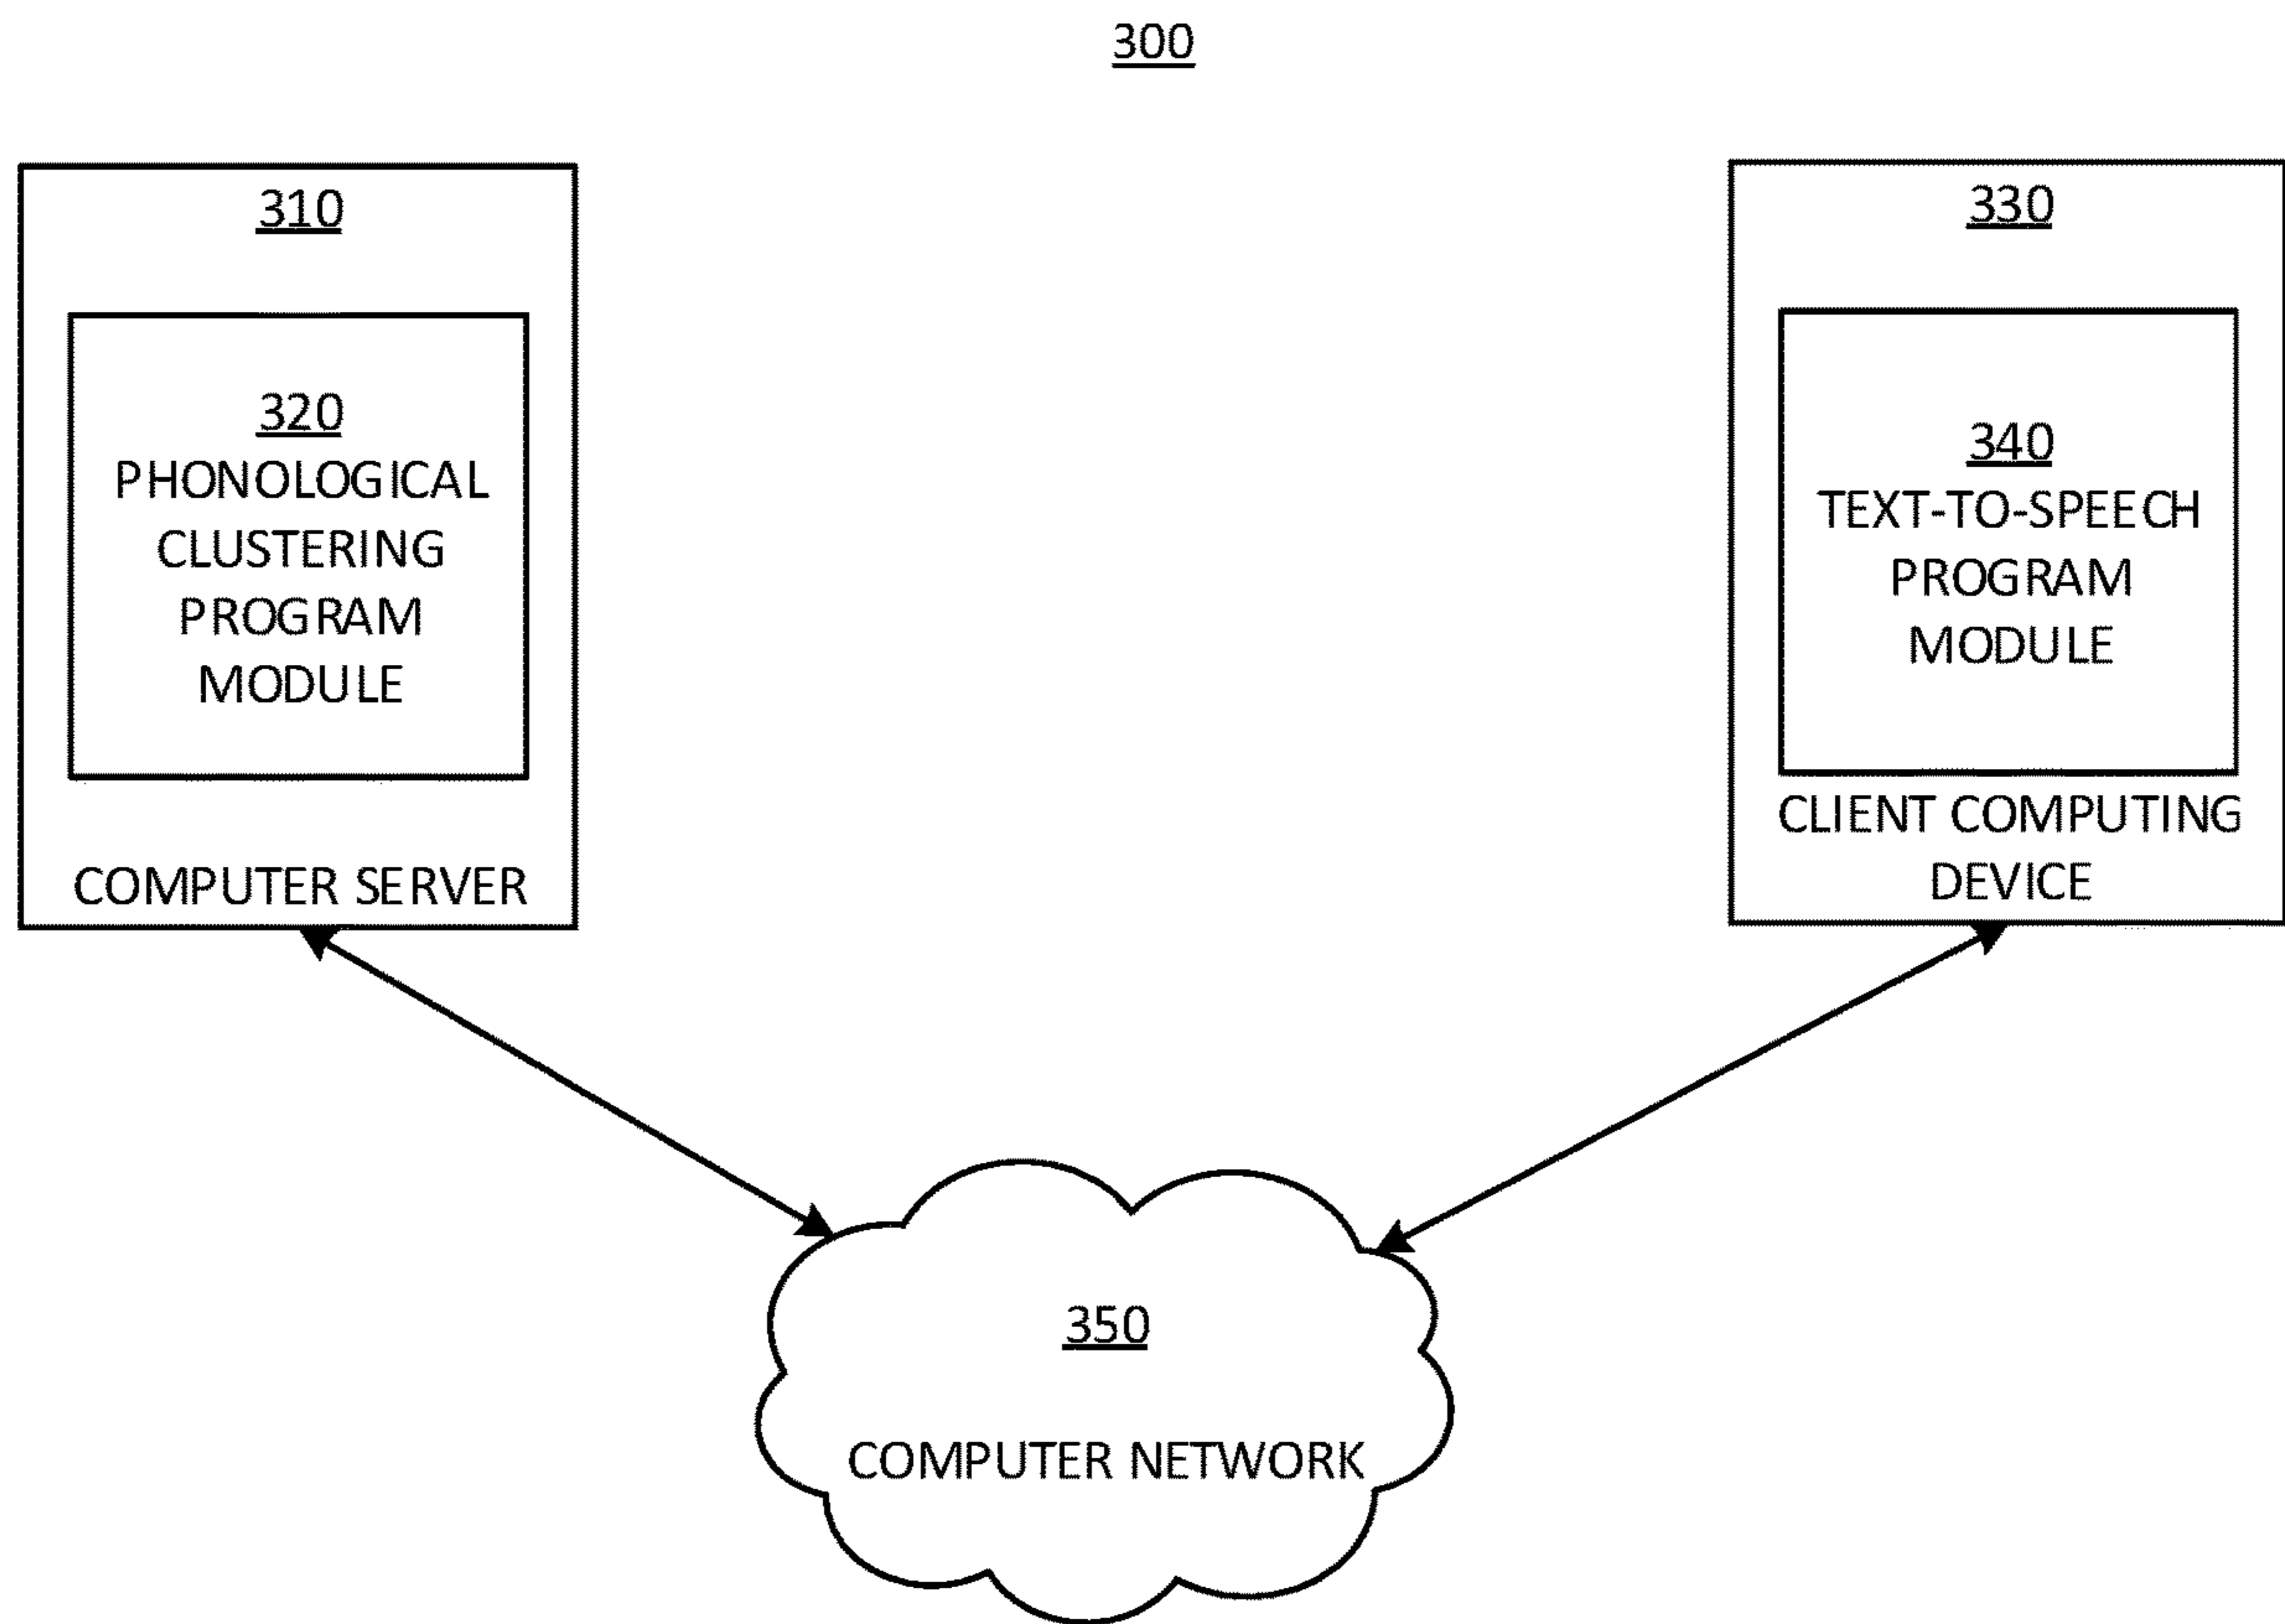 300
310
320
PHONOLOGICAL
CLUSTERING
PROGRAM
MODULE
COMPUTER SERVER
330
340
TEXT-TO-SPEECH
PROGRAM
MODULE
CLIENT COMPUTING
DEVICE
350
COMPUTER NETWORK